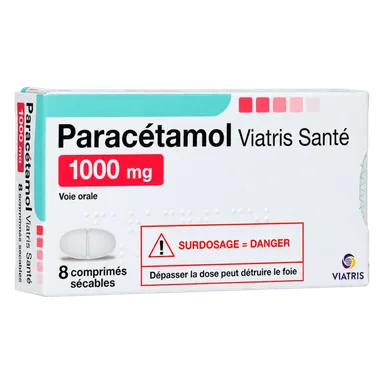 Paracétamol Viatris Santé
1000 mg
Voie orale
8 comprimés
sécables
SURDOSAGE = DANGER
Dépasser la dose peut détruire le foie
VIATRIS
Paracétamol Viatris Santé
1000 mg
8 comprimés sécables